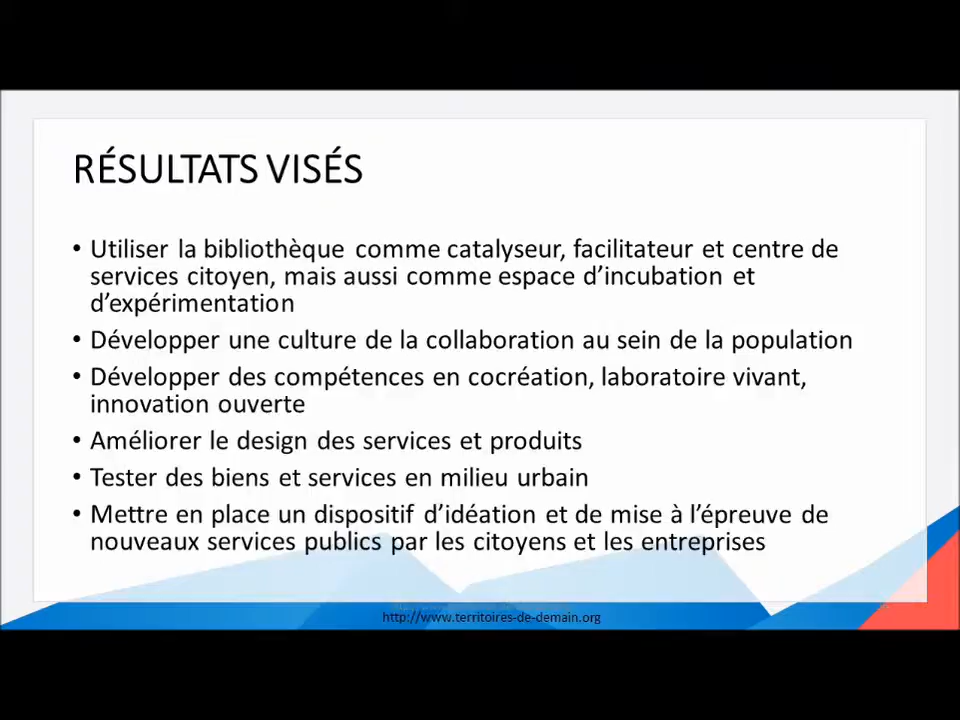 RÉSULTATS VISÉS
• Utiliser la bibliothèque comme catalyseur, facilitateur et centre de
services citoyen, mais aussi comme espace d’incubation et
d’expérimentation
• Développer une culture de la collaboration au sein de la population
• Développer des compétences en cocréation, laboratoire vivant,
innovation ouverte
• Améliorer le design des services et produits
• Tester des biens et services en milieu urbain
• Mettre en place un dispositif d’idéation et de mise à l’épreuve de
nouveaux services publics par les citoyens et les entreprises
http://www.territoires-de-demain.org